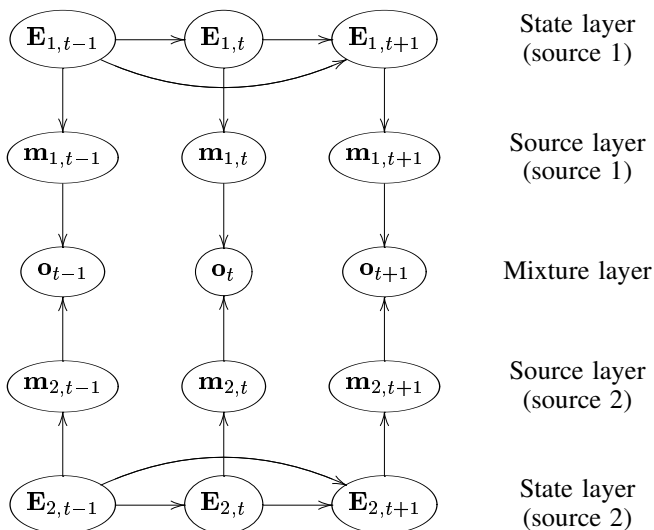 E1,t−1 E1,t E1,t+1 State layer
(source 1)
m1,t−1 m1,t m1,t+1 Source layer
(source 1)
ot−1 ot ot+1 Mixture layer
m2,t−1 m2,t m2,t+1 Source layer
(source 2)
E2,t−1 E2,t E2,t+1 State layer
(source 2)